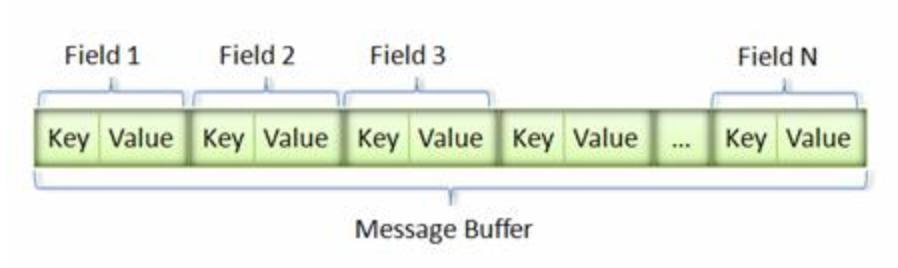 Field 1 Field 2 Field 3 Field N
Key Value Key Value Key Value Key Value ... Key Value
Message Buffer